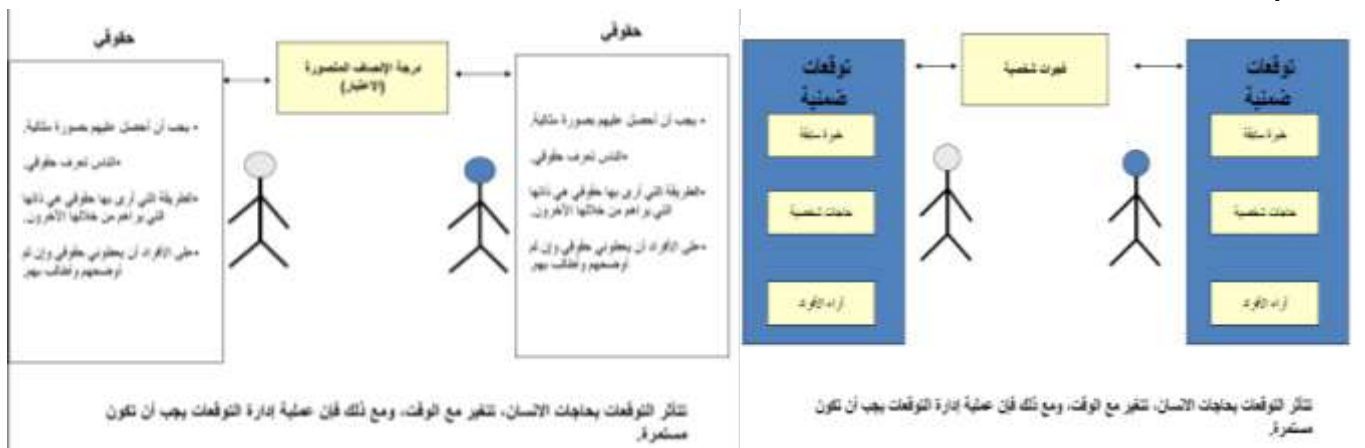 حقوقي
درجة الإنصاف المتصورة
(الاعتبار)
حقوقي
• يجب أن أحصل عليهم بصورة مثالية.
•الناس تعرف حقوقي.
•الطريقة التي أرى بها حقوقي هي ذاتها
التي يراهم من خلالها الآخرون.
•على الأفراد أن يعطوني حقوقي وإن لم
أوضحهم وأطالب بهم.
• يجب أن أحصل عليهم بصورة مثالية.
•الناس تعرف حقوقي.
•الطريقة التي أرى بها حقوقي هي ذاتها
التي يراهم من خلالها الآخرون.
•على الأفراد أن يعطوني حقوقي وإن لم
أوضحهم وأطالب بهم.
تتأثر التوقعات بحاجات الانسان، تتغير مع الوقت، ومع ذلك فإن عملية إدارة التوقعات يجب أن تكون
مستمرة.
توقعات
ضمنية
خبرة سابقة
حاجات شخصية
أراء الأفراد
فجوات شخصية
توقعات
ضمنية
خبرة سابقة
حاجات شخصية
أراء الأفراد
تتأثر التوقعات بحاجات الانسان، تتغير مع الوقت، ومع ذلك فإن عملية إدارة التوقعات يجب أن تكون
مستمرة.